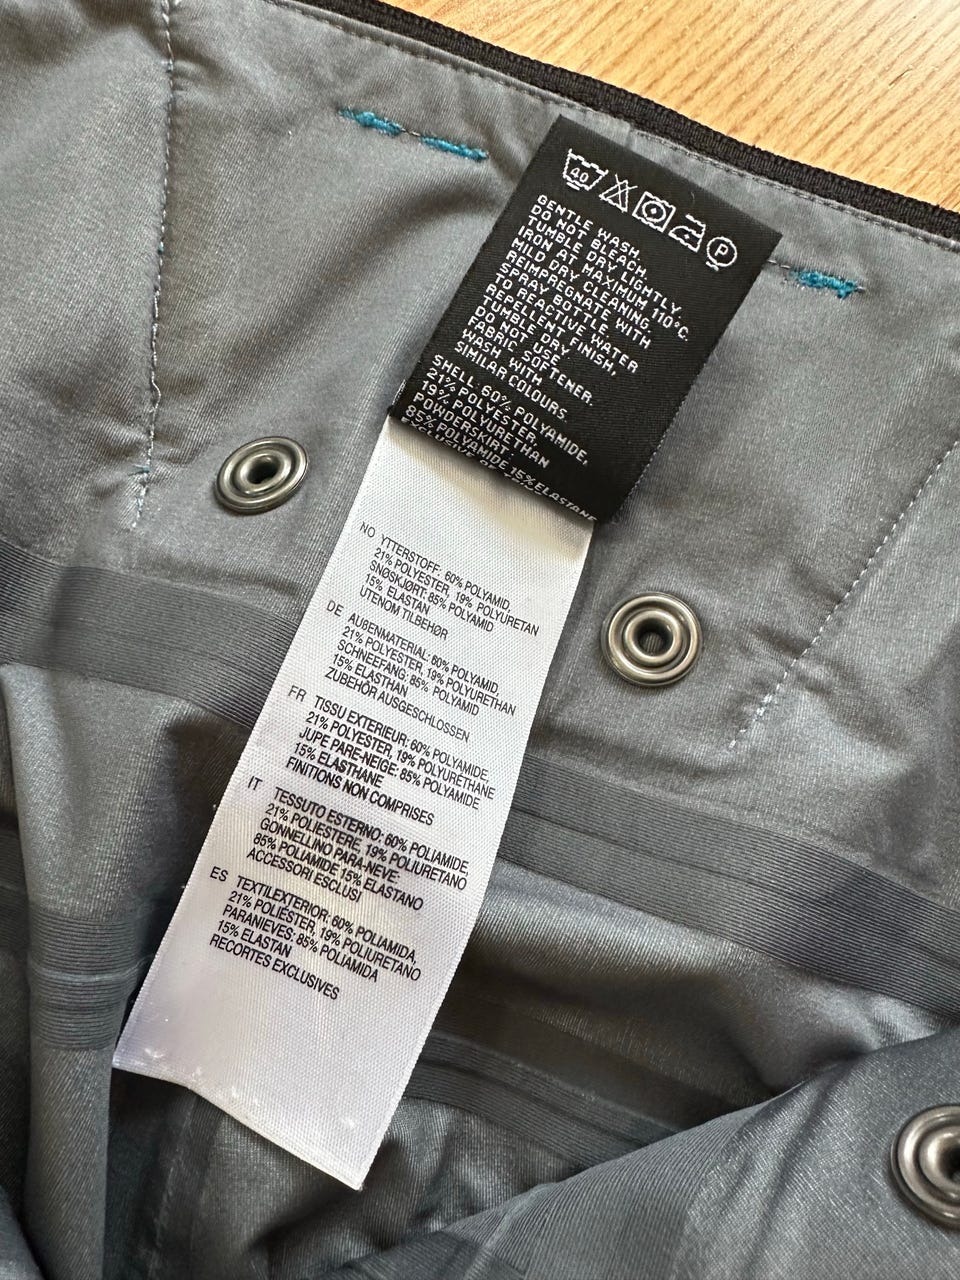 40
P
GENTLE WASH.
DO NOT BLEACH.
TUMBLE DRY LIGHTLY.
IRON AT MAXIMUM 110°C.
MILD DRY CLEANING,
REIMPREGNATE WITH
SPRAY BOTTLE.
TO REACTIVE WATER
REPELLENT FINISH,
TUMBLE DRY
DO NOT USE
FABRIC SOFTENER.
WASH WITH
SIMILAR COLOURS.
SHELL: 60% POLYAMIDE,
21% POLYESTER,
19% POLYURETHAN
POWDERSKIRT:
85% POLYAMIDE 15% ELASTANE
EXCLUSIVE OF
NO YTTERSTOFF: 60% POLYAMID,
21% POLYESTER, 19% POLYURETAN
SNØSKJØRT: 85% POLYAMID
15% ELASTAN
UTENOM TILBEHØR
DE AUßENMATERIAL: 60% POLYAMID,
21% POLYESTER, 19% POLYURETHAN
SCHNEEFANG: 85% POLYAMID
15% ELASTHAN
ZUBEHÖR AUSGESCHLOSSEN
FR TISSU EXTERIEUR: 60% POLYAMIDE,
21% POLYESTER, 19% POLYURÉTHANE
JUPE PARE-NEIGE: 85% POLYAMIDE
15% ELASTHANE
FINITIONS NON COMPRISES
IT TESSUTO ESTERNO: 60% POLIAMIDE,
21% POLIESTERE, 19% POLIURETANO
GONNELLINO PARA-NEVE:
85% POLIAMIDE 15% ELASTANO
ACCESSORI ESCLUSI
ES TEXTILEXTERIOR: 60% POLIAMIDA,
21% POLIÉSTER, 19% POLIURETANO
PARANIEVES: 85% POLIAMIDA
15% ELASTAN
RECORTES EXCLUSIVES